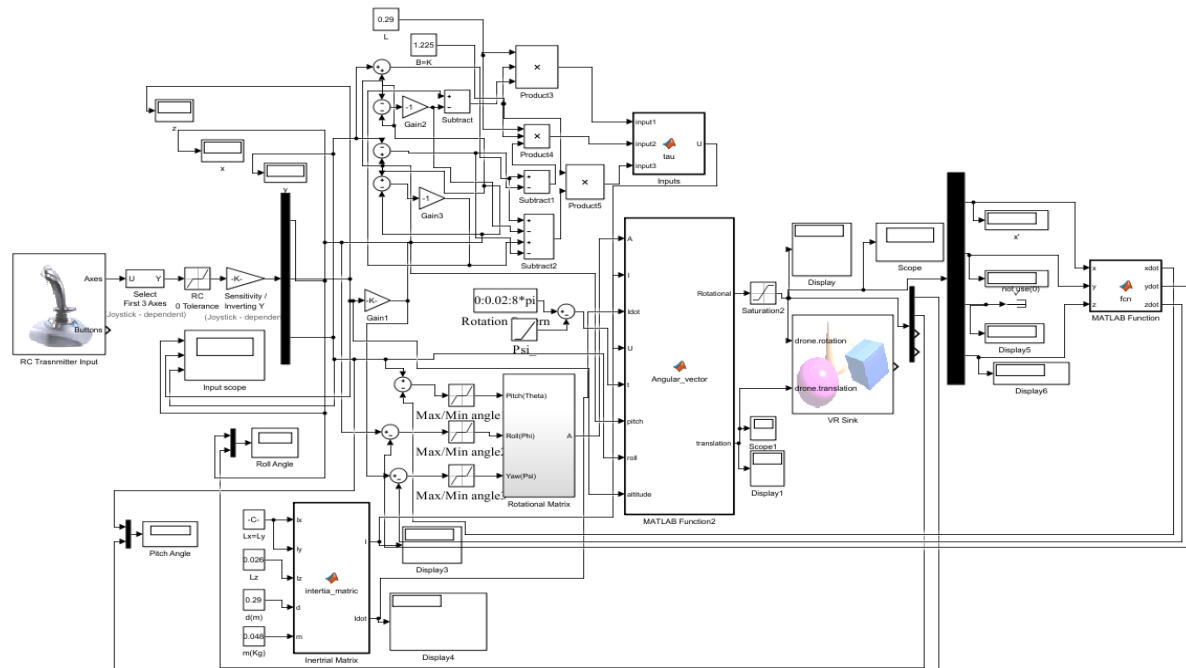 0.29
L
1.225
B=K
Product3
z
x
y
-1
Gain2
Subtract
Product4
input1
input2
input3
tau
U
Inputs
Product5
-1
Gain3
Subtract1
Subtract2
Axes
Buttons
RC Trasnmitter Input
U Y
Select
First 3 Axes
(Joystick - dependent)
RC
0 Tolerance
-K-
Sensitivity /
Inverting Y
(Joystick - dependen
Input scope
-K-
Gain1
0:0.02:8*pi
Psi_
A
I
Idot
U
t
pitch
roll
altitude
Rotational
translation
Angular_vector
MATLAB Function2
Saturation2
Display
Scope
drone.rotation
drone.translation
VR Sink
Scope1
Display1
x'
not use(0)
Display5
Display6
x
y
z
fcn
xdot
ydot
zdot
MATLAB Function
Max/Min angle
Max/Min angle2
Max/Min angle
Pitch(Theta)
Roll(Phi)
Yaw(Psi)
A
Rotational Matrix
Roll Angle
Pitch Angle
-C-
Lx=Ly
0.026
Lz
0.29
d(m)
0.048
m(Kg)
Ix
Iy
Iz
d
m
intertia_matric
I
Idot
Inertrial Matrix
Display3
Display4